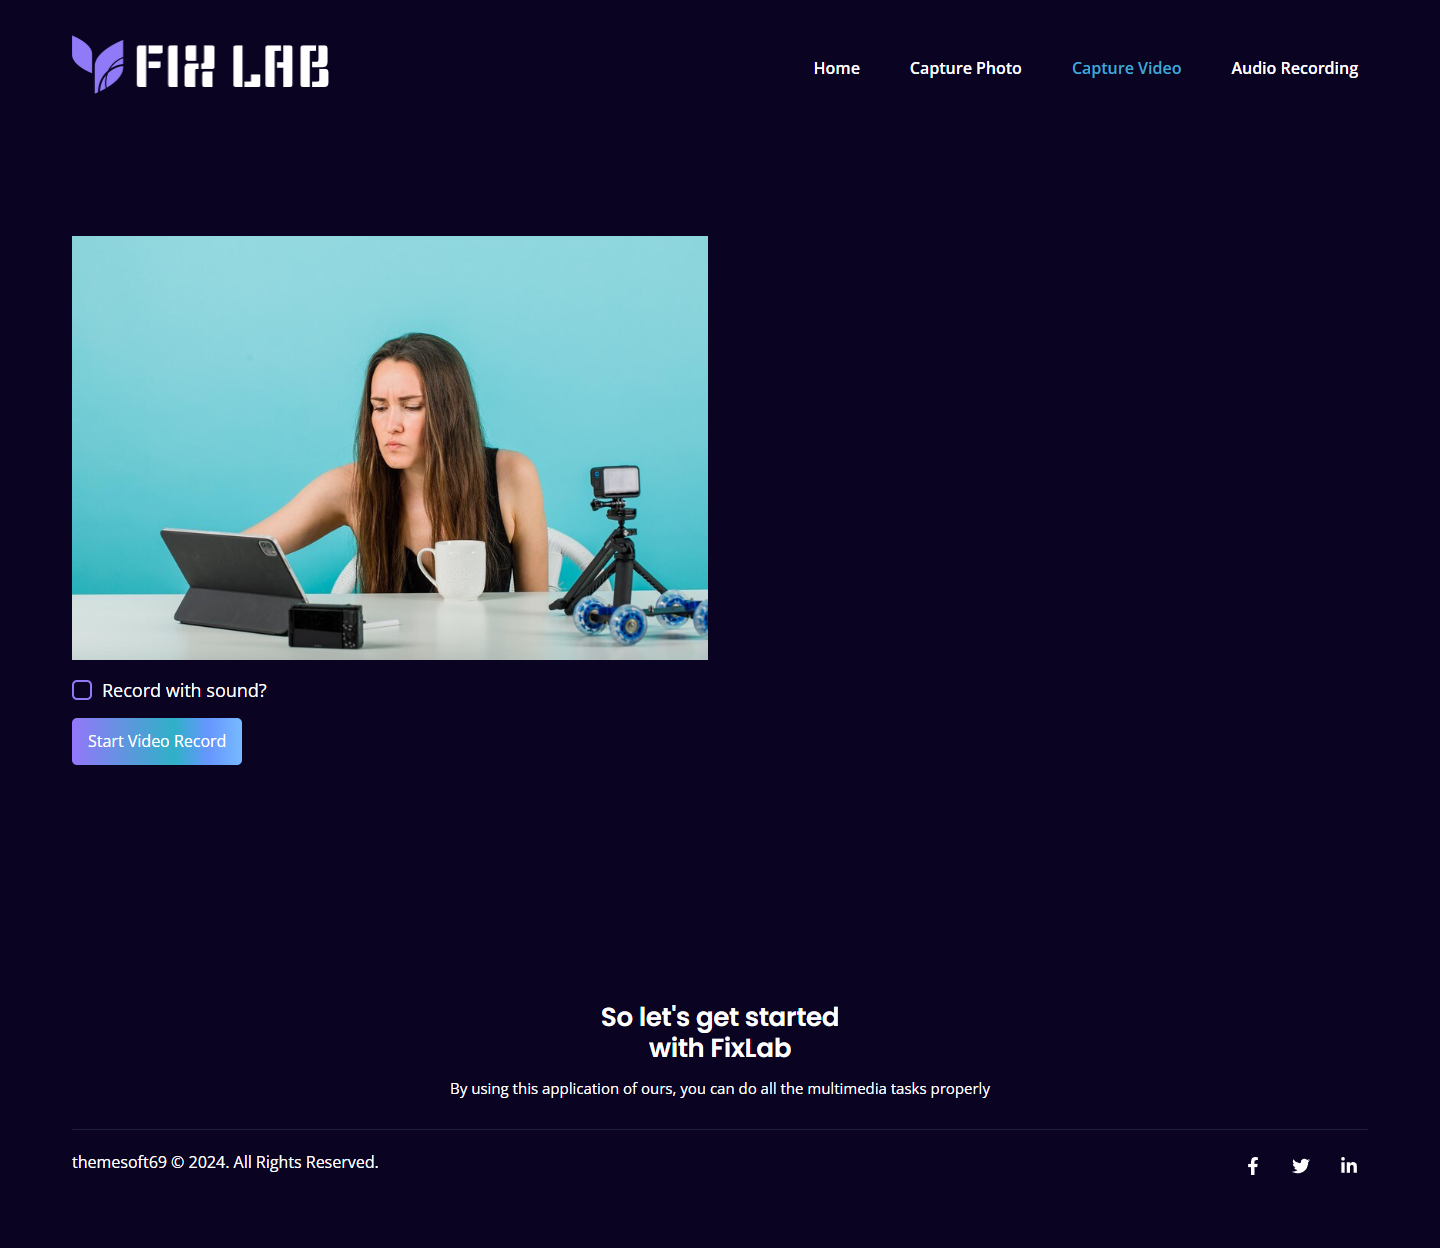 FIX LAB
Home
Capture Photo
Capture Video
Audio Recording
Record with sound?
Start Video Record
So let's get started
with FixLab
By using this application of ours, you can do all the multimedia tasks properly
themesoft69 © 2024. All Rights Reserved.